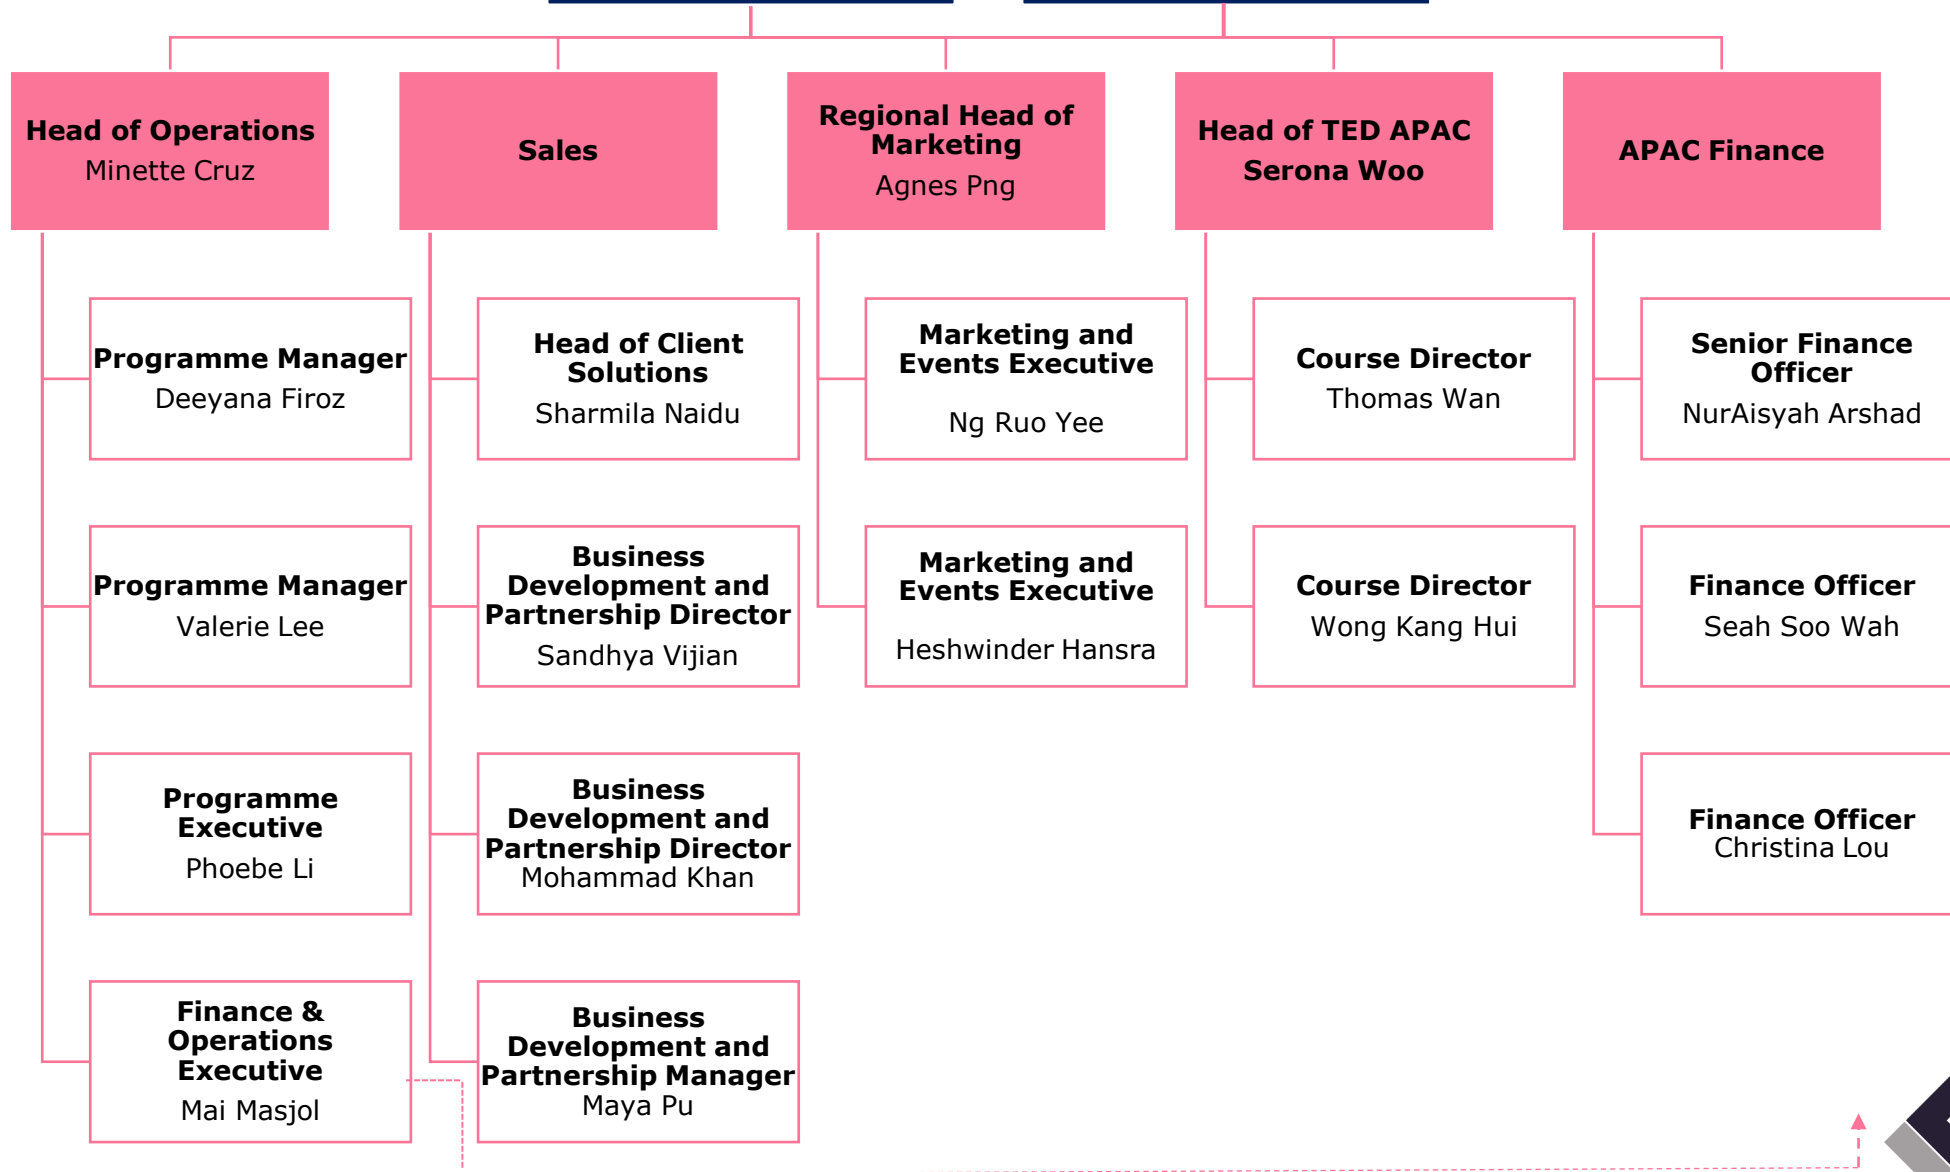 Head of Operations
Minette Cruz
Sales
Regional Head of
Marketing
Agnes Png
Head of TED APAC
Serona Woo
APAC Finance
Programme Manager
Deeyana Firoz
Head of Client
Solutions
Sharmila Naidu
Marketing and
Events Executive
Ng Ruo Yee
Course Director
Thomas Wan
Senior Finance
Officer
NurAisyah Arshad
Programme Manager
Valerie Lee
Business
Development and
Partnership Director
Sandhya Vijian
Marketing and
Events Executive
Heshwinder Hansra
Course Director
Wong Kang Hui
Finance Officer
Seah Soo Wah
Programme
Executive
Phoebe Li
Business
Development and
Partnership Director
Mohammad Khan
Finance Officer
Christina Lou
Finance &
Operations
Executive
Mai Masjol
Business
Development and
Partnership Manager
Maya Pu